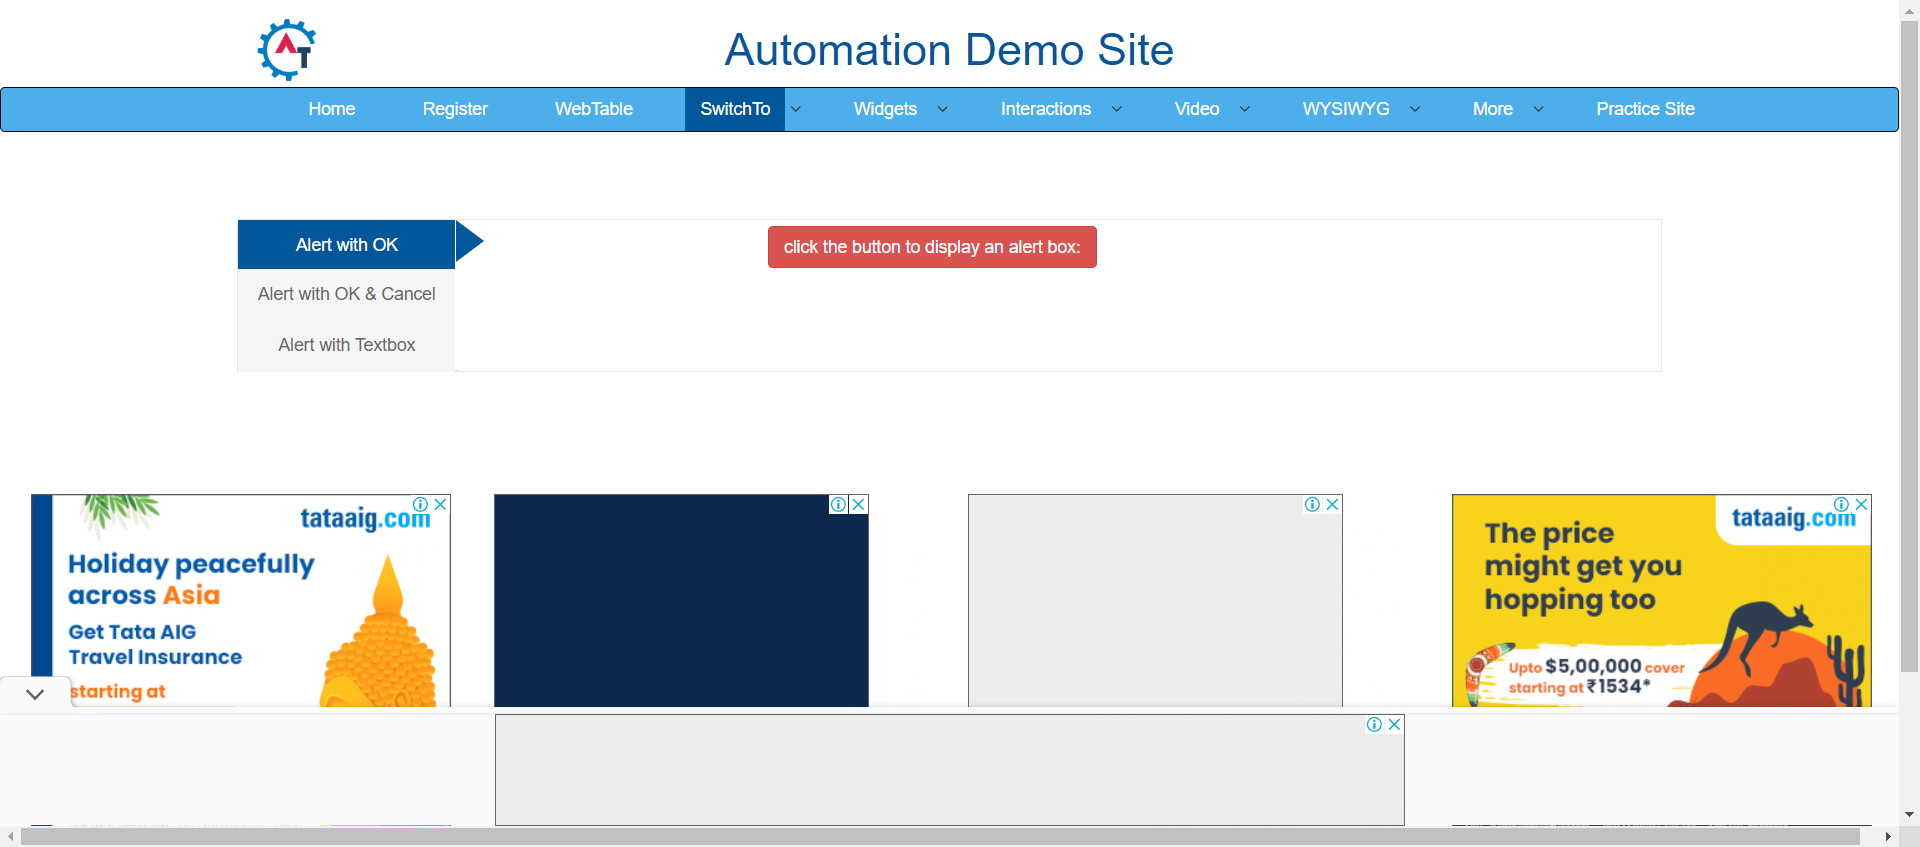 AT
Automation Demo Site
Home Register WebTable SwitchTo Widgets Interactions Video WYSIWYG More Practice Site
Alert with OK
click the button to display an alert box:
Alert with OK & Cancel
Alert with Textbox
tataaig.com
Holiday peacefully
across Asia
Get Tata AIG
Travel Insurance
starting at
tataaig.com
The price
might get you
hopping too
Upto $5,00,000 cover
starting at ₹1534*